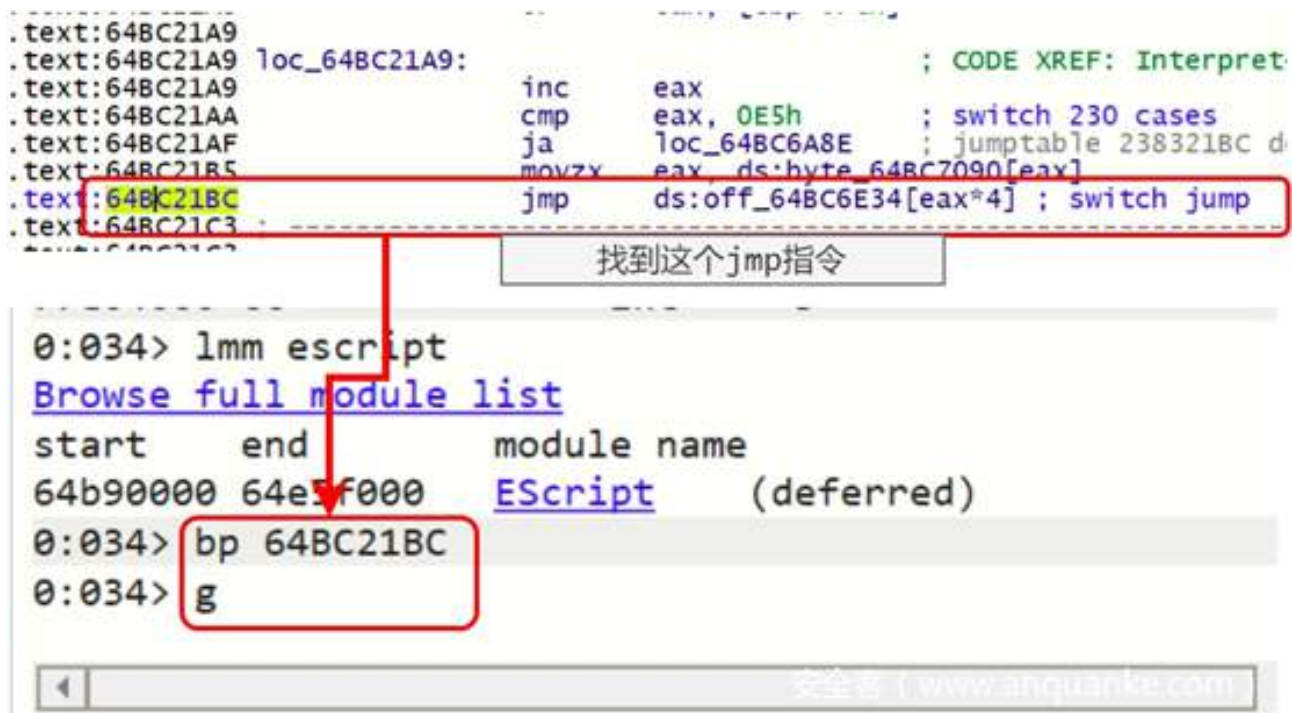 .text:64BC21A9
.text:64BC21A9 loc_64BC21A9: ; CODE XREF: Interpret
.text:64BC21A9 inc eax
.text:64BC21AA cmp eax, 0E5h ; switch 230 cases
.text:64BC21AF ja loc_64BC6A8E ; jumptable 238321BC d
.text:64BC21B5 movzx eax, ds:byte_64BC7090[eax]
.text:64BC21BC jmp ds:off_64BC6E34[eax*4] ; switch jump
.text:64BC21C3 ; ---------------------------------------------------------------
找到这个jmp指令
0:034> lmm escript
Browse full module list
start end module name
64b90000 64e5f000 EScript (deferred)
0:034> bp 64BC21BC
0:034> g
安全客 ( www.anquanke.com )